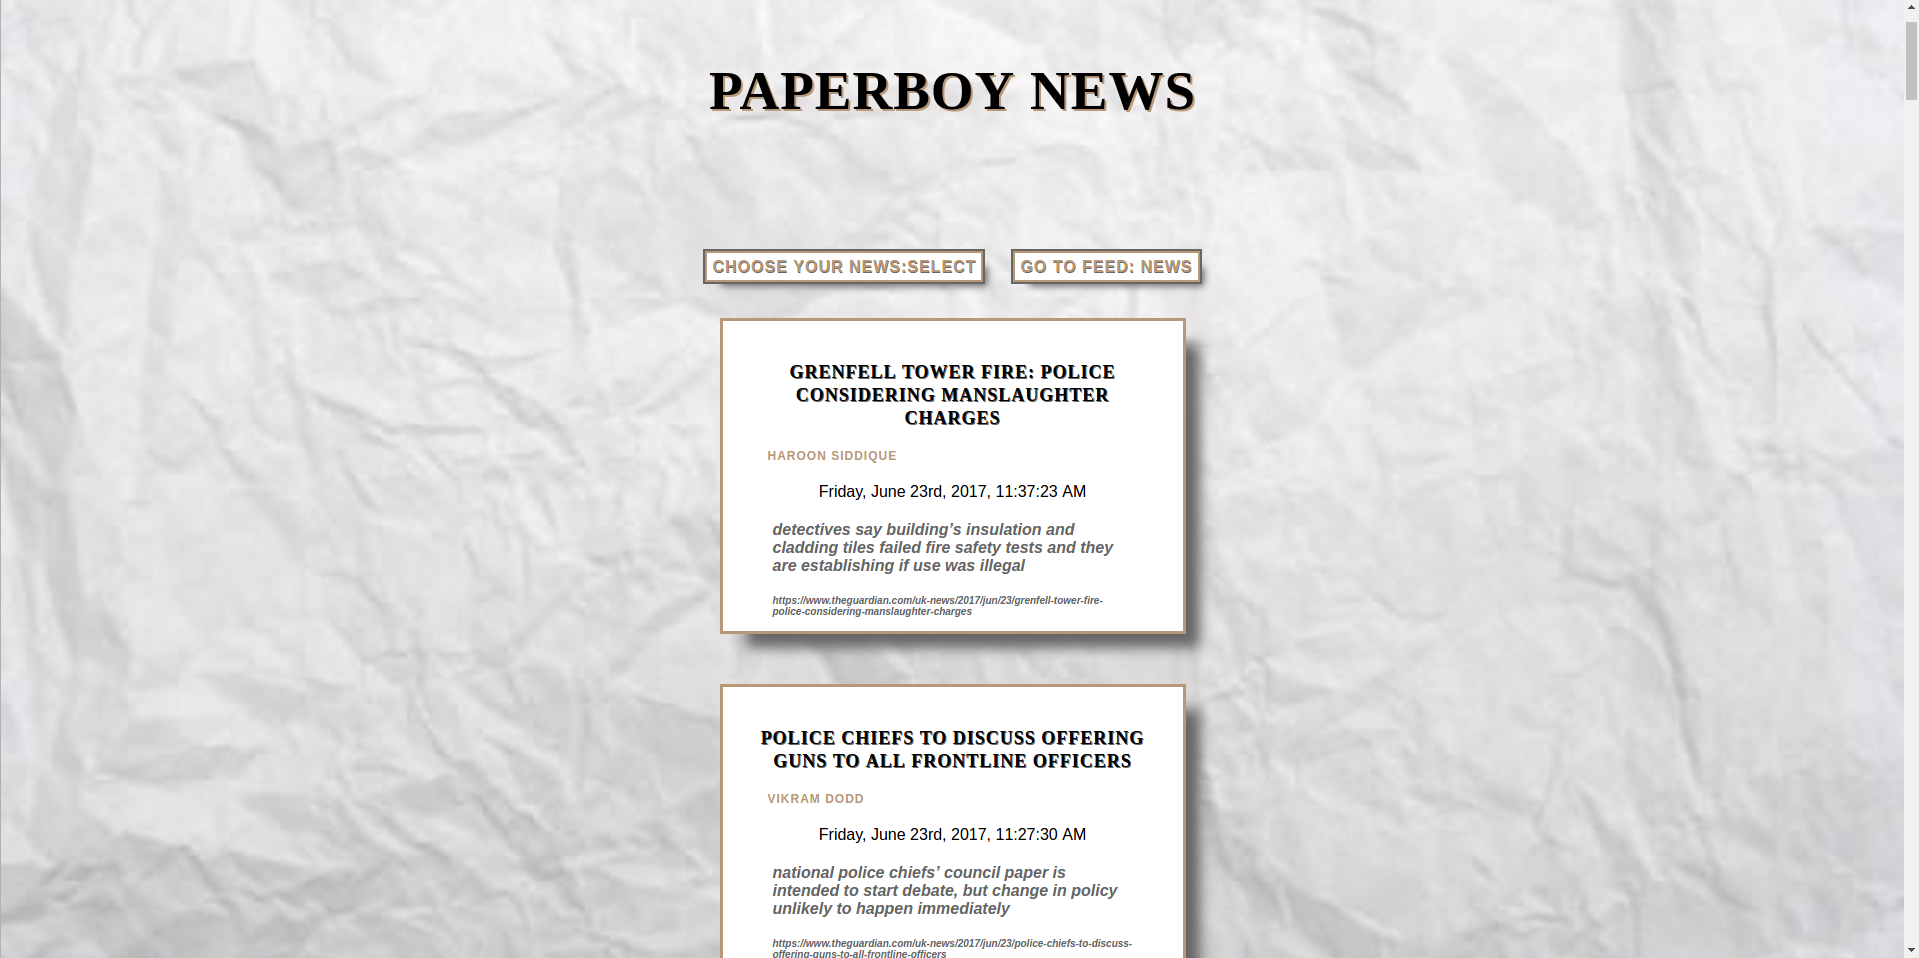 PAPERBOY NEWS
CHOOSE YOUR NEWS:SELECT
GO TO FEED: NEWS
GRENFELL TOWER FIRE: POLICE
CONSIDERING MANSLAUGHTER
CHARGES
HAROON SIDDIQUE
Friday, June 23rd, 2017, 11:37:23 AM
detectives say building’s insulation and
cladding tiles failed fire safety tests and they
are establishing if use was illegal
https://www.theguardian.com/uk-news/2017/jun/23/grenfell-tower-fire-
police-considering-manslaughter-charges
POLICE CHIEFS TO DISCUSS OFFERING
GUNS TO ALL FRONTLINE OFFICERS
VIKRAM DODD
Friday, June 23rd, 2017, 11:27:30 AM
national police chiefs’ council paper is
intended to start debate, but change in policy
unlikely to happen immediately
https://www.theguardian.com/uk-news/2017/jun/23/police-chiefs-to-discuss-
offering-guns-to-all-frontline-officers